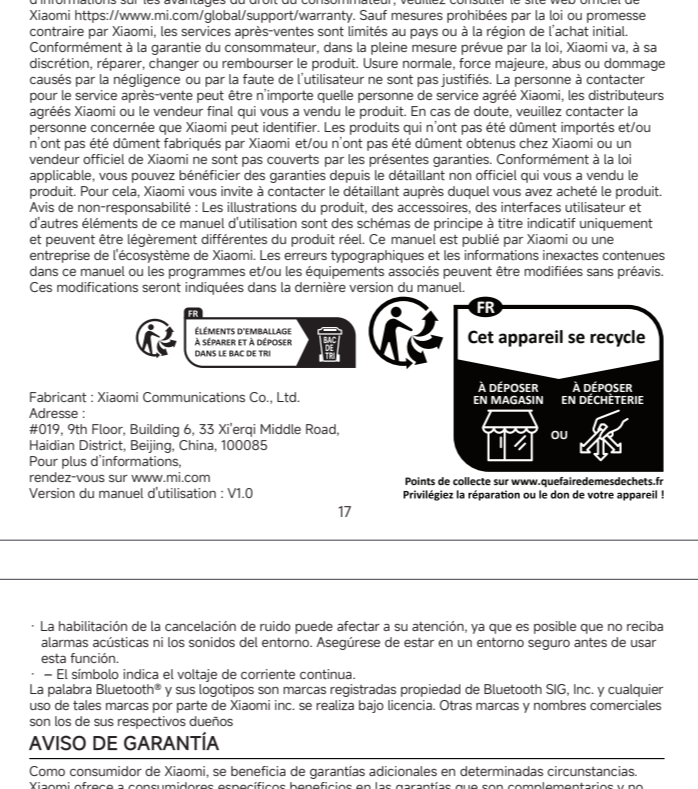 d'informations sur les avantages du droit du consommateur, veuillez consulter le site web officiel de
Xiaomi https://www.mi.com/global/support/warranty. Sauf mesures prohibées par la loi ou promesse
contraire par Xiaomi, les services après-ventes sont limités au pays ou à la région de l'achat initial.
Conformément à la garantie du consommateur, dans la pleine mesure prévue par la loi, Xiaomi va, à sa
discrétion, réparer, changer ou rembourser le produit. Usure normale, force majeure, abus ou dommage
causés par la négligence ou par la faute de l'utilisateur ne sont pas justifiés. La personne à contacter
pour le service après-vente peut être n'importe quelle personne de service agréé Xiaomi, les distributeurs
agréés Xiaomi ou le vendeur final qui vous a vendu le produit. En cas de doute, veuillez contacter la
personne concernée que Xiaomi peut identifier. Les produits qui n'ont pas été dûment importés et/ou
n'ont pas été dûment fabriqués par Xiaomi et/ou n'ont pas été dûment obtenus chez Xiaomi ou un
vendeur officiel de Xiaomi ne sont pas couverts par les présentes garanties. Conformément à la loi
applicable, vous pouvez bénéficier des garanties depuis le détaillant non officiel qui vous a vendu le
produit. Pour cela, Xiaomi vous invite à contacter le détaillant auprès duquel vous avez acheté le produit.
Avis de non-responsabilité : Les illustrations du produit, des accessoires, des interfaces utilisateur et
d'autres éléments de ce manuel d'utilisation sont des schémas de principe à titre indicatif uniquement
et peuvent être légèrement différentes du produit réel. Ce manuel est publié par Xiaomi ou une
entreprise de l'écosystème de Xiaomi. Les erreurs typographiques et les informations inexactes contenues
dans ce manuel ou les programmes et/ou les équipements associés peuvent être modifiées sans préavis.
Ces modifications seront indiquées dans la dernière version du manuel.
FR
ÉLÉMENTS D'EMBALLAGE
À SÉPARER ET À DÉPOSER
DANS LE BAC DE TRI
BAC
DE
TRI
FR
Cet appareil se recycle
À DÉPOSER
EN MAGASIN
OU
À DÉPOSER
EN DÉCHÈTERIE
Points de collecte sur www.quefairedemesdechets.fr
Privilégiez la réparation ou le don de votre appareil !
Fabricant : Xiaomi Communications Co., Ltd.
Adresse :
#019, 9th Floor, Building 6, 33 Xi'erqi Middle Road,
Haidian District, Beijing, China, 100085
Pour plus d'informations,
rendez-vous sur www.mi.com
Version du manuel d'utilisation : V1.0
17
· La habilitación de la cancelación de ruido puede afectar a su atención, ya que es posible que no reciba
alarmas acústicas ni los sonidos del entorno. Asegúrese de estar en un entorno seguro antes de usar
esta función.
· – El símbolo indica el voltaje de corriente continua.
La palabra Bluetooth® y sus logotipos son marcas registradas propiedad de Bluetooth SIG, Inc. y cualquier
uso de tales marcas por parte de Xiaomi inc. se realiza bajo licencia. Otras marcas y nombres comerciales
son los de sus respectivos dueños
AVISO DE GARANTÍA
Como consumidor de Xiaomi, se beneficia de garantías adicionales en determinadas circunstancias.
Xiaomi ofrece a consumidores específicos beneficios en las garantías que son complementarios y no